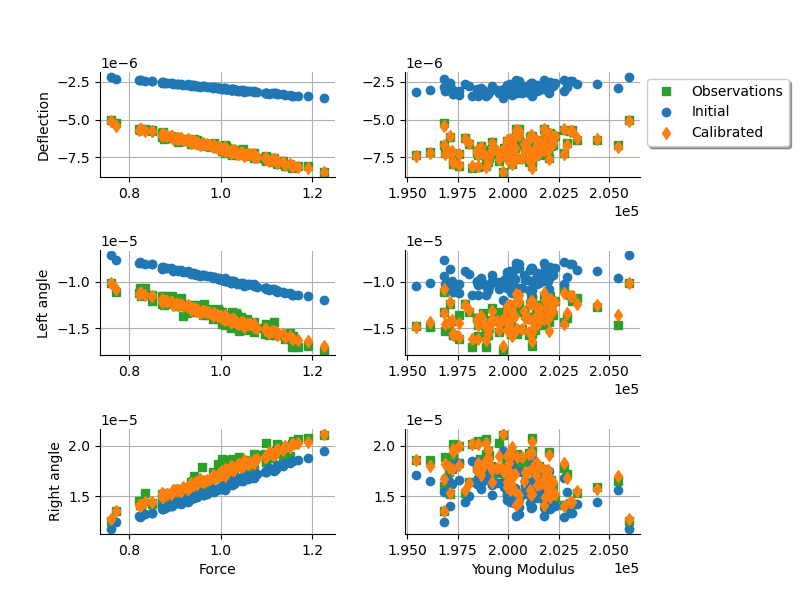 1e−6
−2.5
−5.0
−7.5
Deflection
0.8 1.0 1.2
1e−6
−2.5
−5.0
−7.5
1.950 1.975 2.000 2.025 2.050
1e5
Observations
Initial
Calibrated
1e−5
−1.0
−1.5
Left angle
0.8 1.0 1.2
1e−5
−1.0
−1.5
1.950 1.975 2.000 2.025 2.050
1e5
1e−5
2.0
1.5
Right angle
0.8 1.0 1.2
Force
1e−5
2.0
1.5
1.950 1.975 2.000 2.025 2.050
Young Modulus 1e5